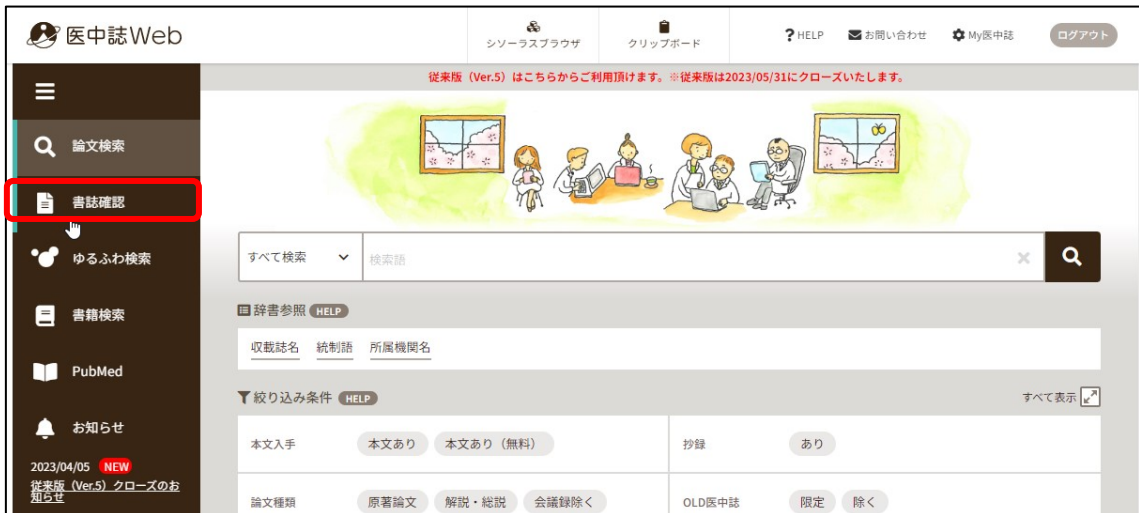 医中誌Web
シソーラスブラウザ
クリップボード
? HELP
お問い合わせ
My医中誌
ログアウト
従来版（Ver.5）はこちらからご利用頂けます。※従来版は2023/05/31にクローズいたします。
論文検索
書誌確認
ゆるふわ検索
書籍検索
PubMed
お知らせ
2023/04/05 NEW
従来版（Ver.5）クローズのお
知らせ
すべて検索 検索語
辞書参照 HELP
収載誌名 統制語 所属機関名
絞り込み条件 HELP すべて表示
本文入手 本文あり 本文あり（無料） 抄録 あり
論文種類 原著論文 解説・総説 会議録除く OLD医中誌 限定 除く